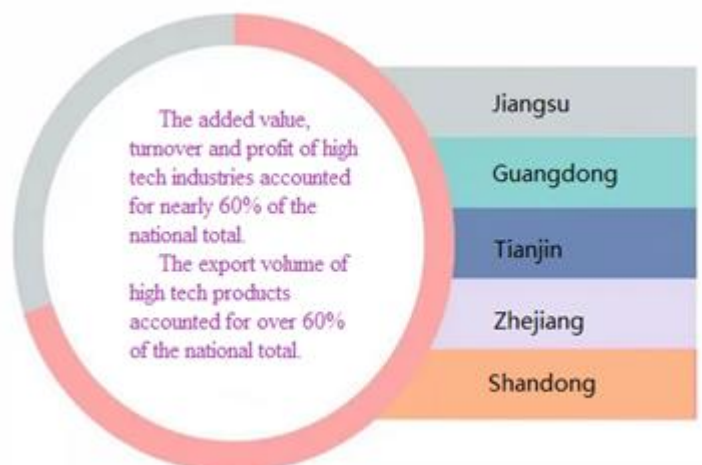 The added value,
turnover and profit of high
tech industries accounted
for nearly 60% of the
national total.
The export volume of
high tech products
accounted for over 60%
of the national total.
Jiangsu
Guangdong
Tianjin
Zhejiang
Shandong